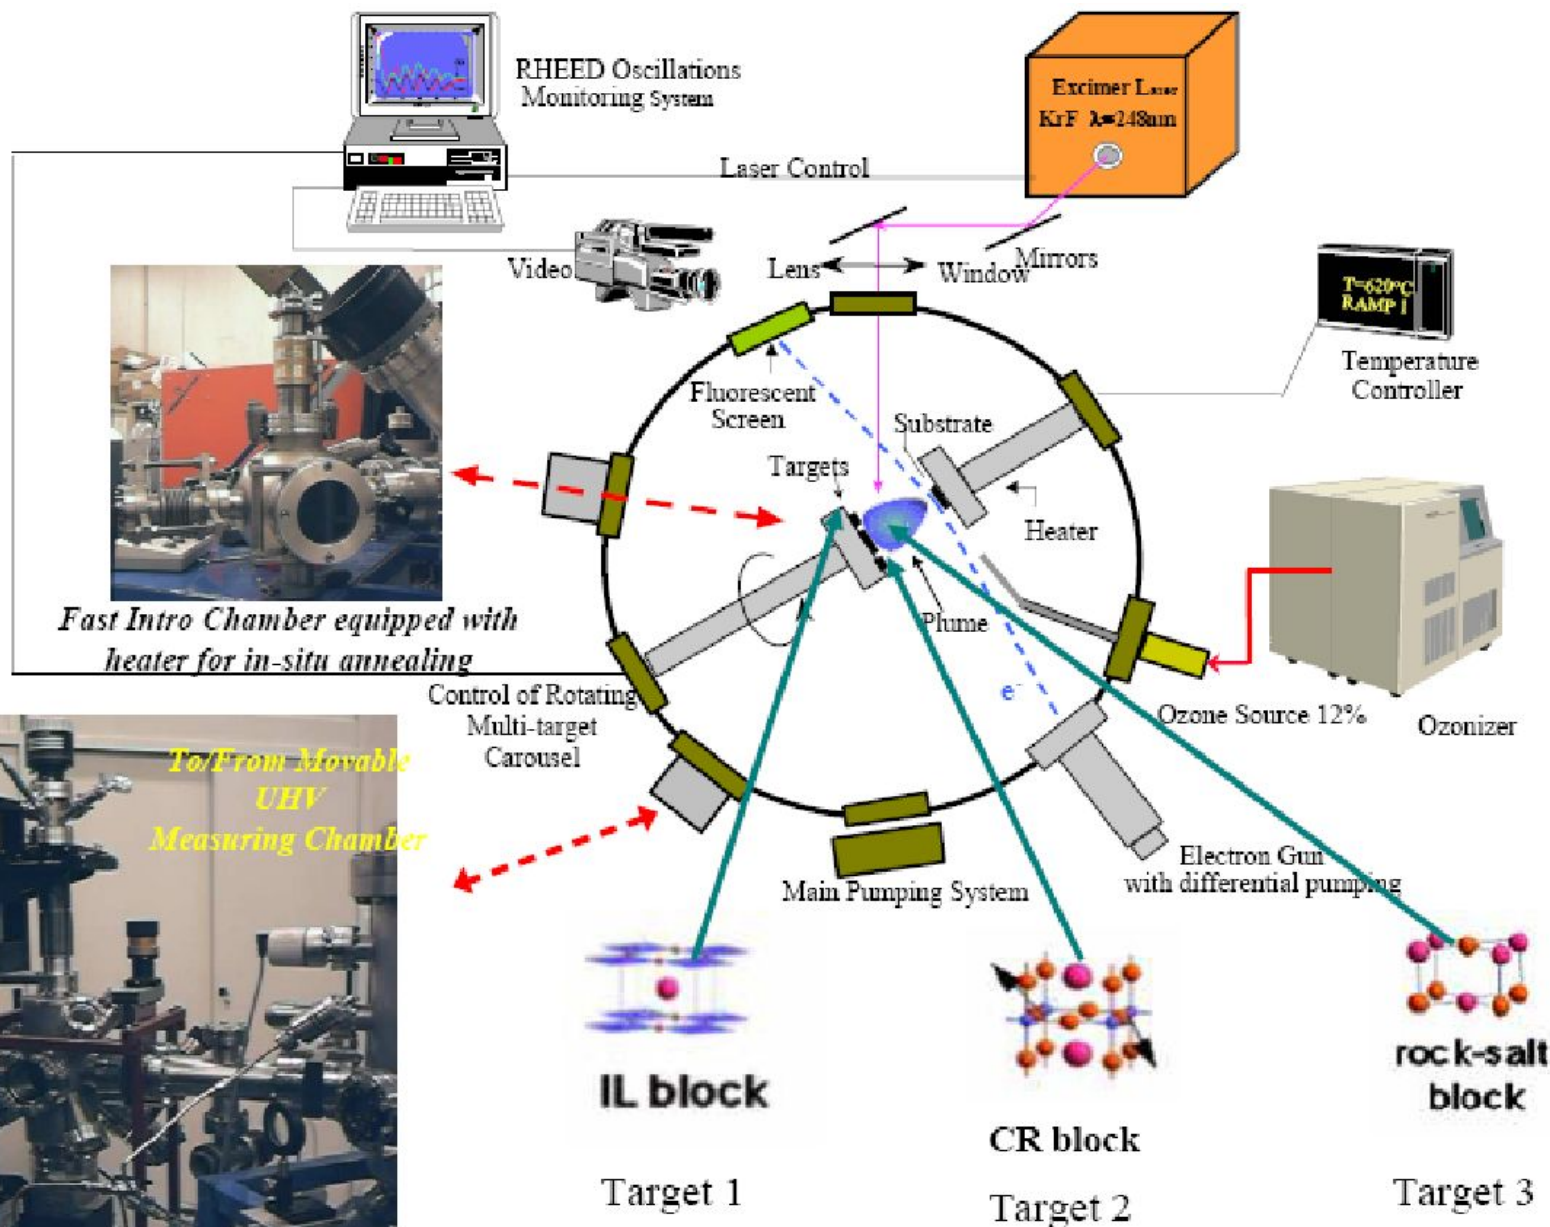 RHEED Oscillations
Monitoring System
Excimer Laser
KrF λ=248nm
Laser Control
Video
Lens
Window
Mirrors
T=620°C
RAMP 1
Temperature
Controller
Fluorescent
Screen
Substrate
Targets
Heater
Plume
Fast Intro Chamber equipped with
heater for in-situ annealing
Control of Rotating
Multi-target
Carousel
e-
Ozone Source 12%
Ozonizer
To/From Movable
UHV
Measuring Chamber
Main Pumping System
Electron Gun
with differential pumping
IL block
CR block
rock-salt
block
Target 1
Target 2
Target 3